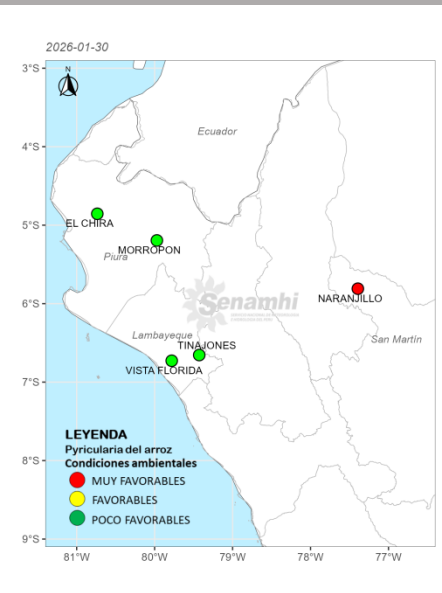 2026-01-30
3°S
N
4°S
Ecuador
5°S
EL CHIRA
MORROPON
Piura
6°S
Senamhi
NARANJILLO
Lambayeque
San Martín
TINAJONES
VISTA FLORIDA
7°S
LEYENDA
Pyricularia del arroz
Condiciones ambientales
MUY FAVORABLES
FAVORABLES
POCO FAVORABLES
8°S
9°S
81°W 80°W 79°W 78°W 77°W